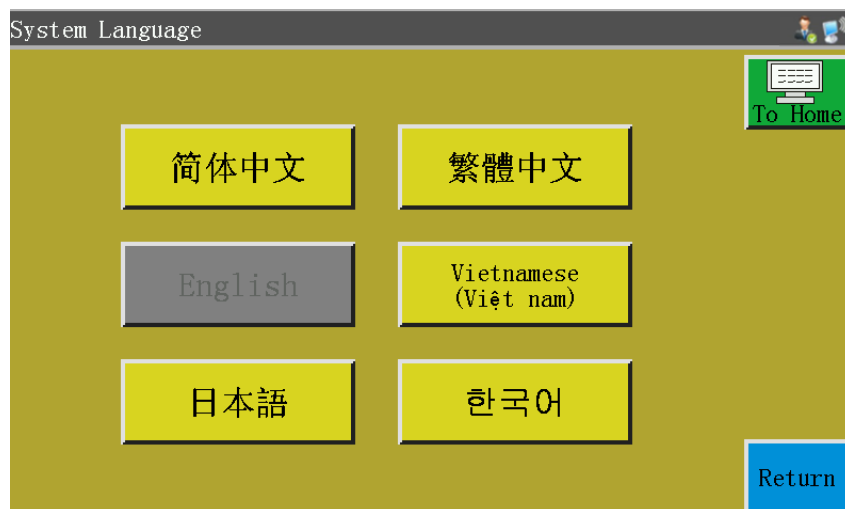 System Language
To Home
简体中文
繁體中文
English
Vietnamese
(Việt nam)
日本語
한국어
Return